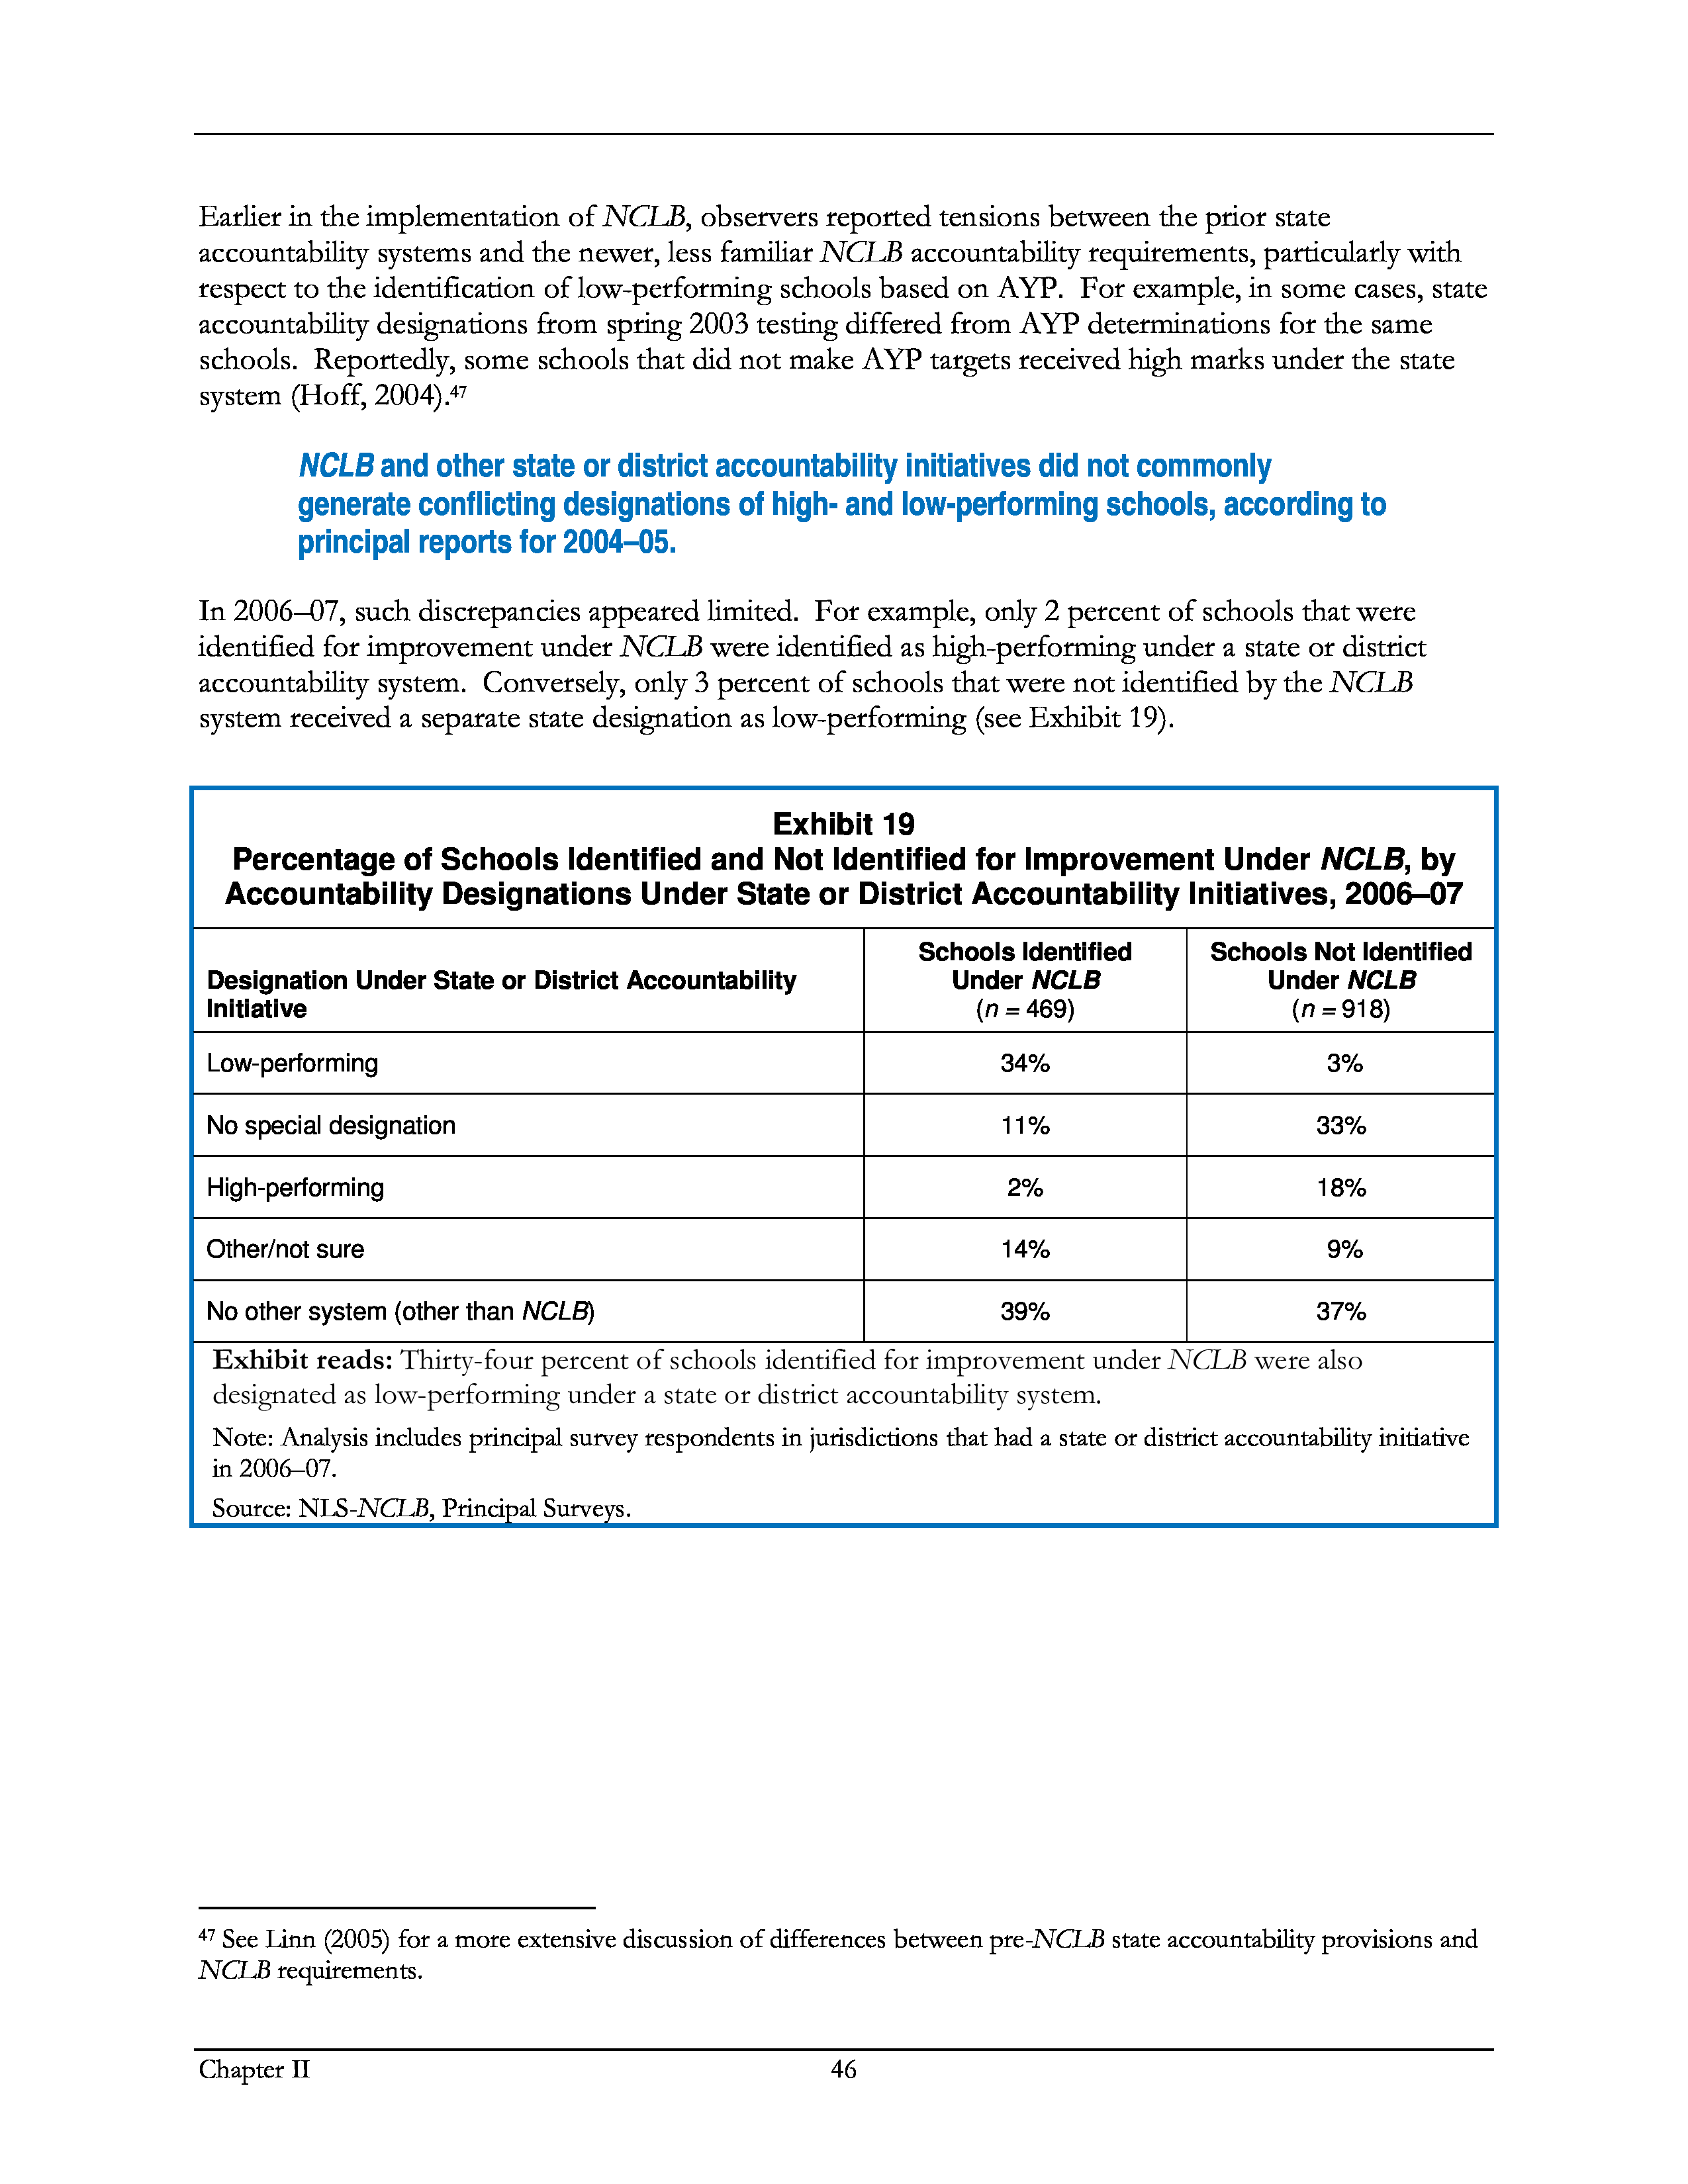 Earlier in the implementation of NCLB, observers reported tensions between the prior state
accountability systems and the newer, less familiar NCLB accountability requirements, particularly with
respect to the identification of low-performing schools based on AYP.  For example, in some cases, state
accountability designations from spring 2003 testing differed from AYP determinations for the same
schools.  Reportedly, some schools that did not make AYP targets received high marks under the state
system (Hoff, 2004).47
NCLB and other state or district accountability initiatives did not commonly
generate conflicting designations of high- and low-performing schools, according to
principal reports for 2004–05.
In 2006–07, such discrepancies appeared limited.  For example, only 2 percent of schools that were
identified for improvement under NCLB were identified as high-performing under a state or district
accountability system.  Conversely, only 3 percent of schools that were not identified by the NCLB
system received a separate state designation as low-performing (see Exhibit 19).
Exhibit 19
Percentage of Schools Identified and Not Identified for Improvement Under NCLB, by
Accountability Designations Under State or District Accountability Initiatives, 2006–07
Designation Under State or District Accountability
Initiative
Schools Identified
Under NCLB
(n = 469)
Schools Not Identified
Under NCLB
(n = 918)
Low-performing 34% 3%
No special designation 11% 33%
High-performing 2% 18%
Other/not sure 14% 9%
No other system (other than NCLB) 39% 37%
Exhibit reads: Thirty-four percent of schools identified for improvement under NCLB were also
designated as low-performing under a state or district accountability system.
Note: Analysis includes principal survey respondents in jurisdictions that had a state or district accountability initiative
in 2006–07.
Source: NLS-NCLB, Principal Surveys.
47 See Linn (2005) for a more extensive discussion of differences between pre-NCLB state accountability provisions and
NCLB requirements.
Chapter II 46